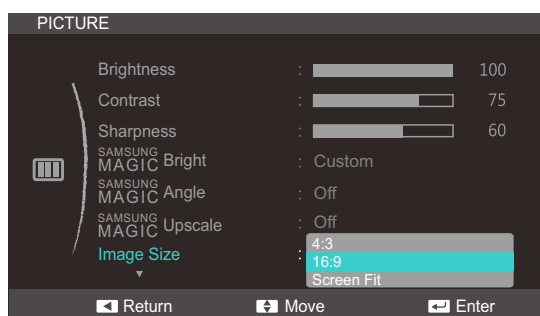 PICTURE
Brightness : 100
Contrast : 75
Sharpness : 60
SAMSUNG MAGIC Bright : Custom
SAMSUNG MAGIC Angle : Off
SAMSUNG MAGIC Upscale : Off
Image Size :
4:3
16:9
Screen Fit
Return Move Enter